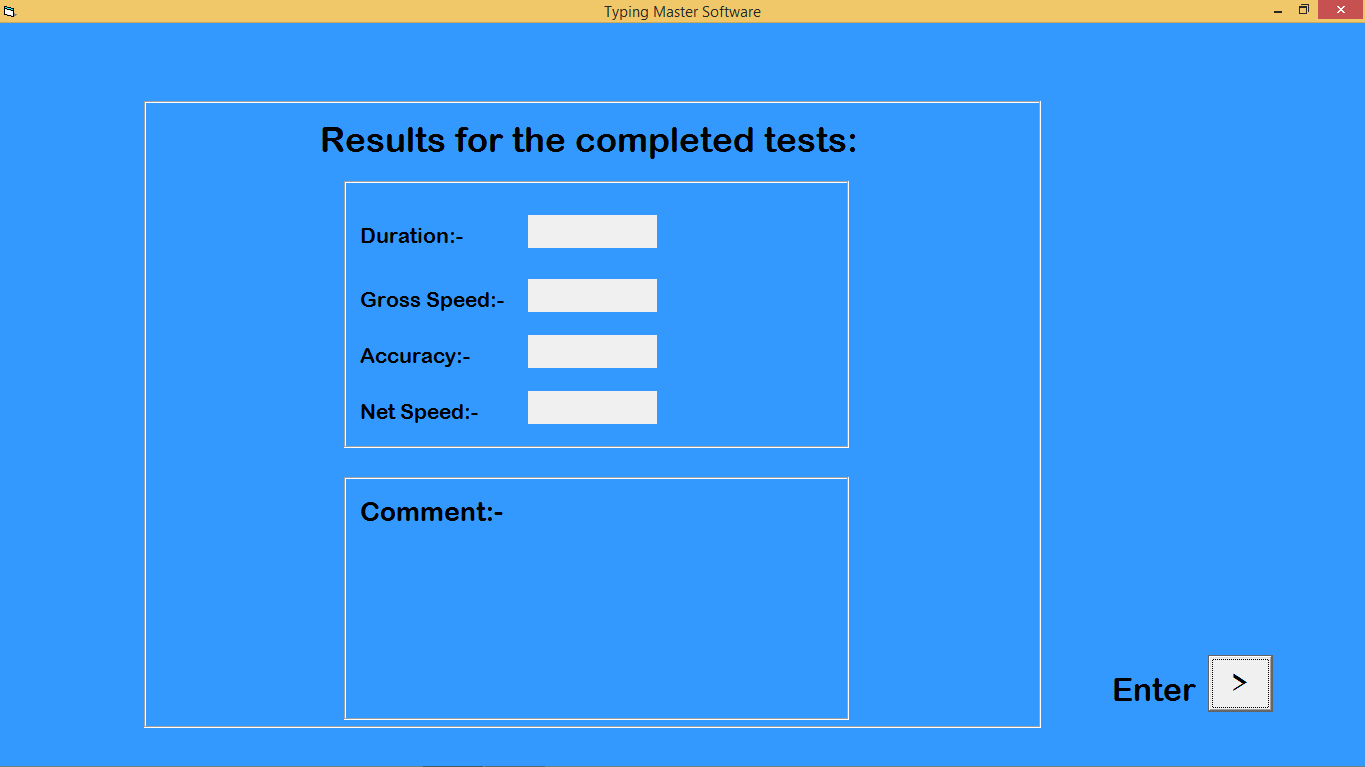 Typing Master Software
Results for the completed tests:
Duration:-
Gross Speed:-
Accuracy:-
Net Speed:-
Comment:-
Enter >